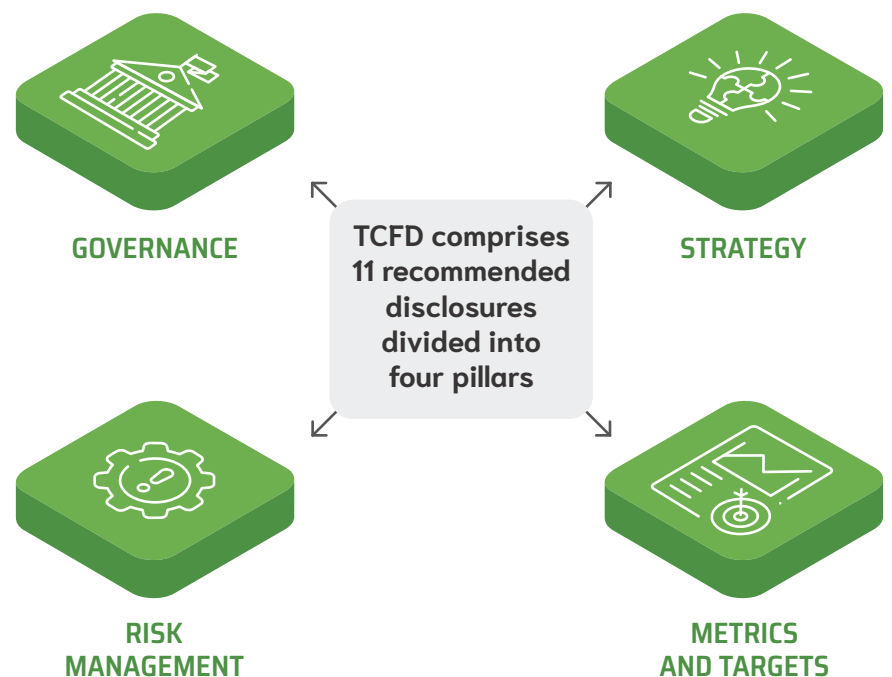 GOVERNANCE
STRATEGY
TCFD comprises
11 recommended
disclosures
divided into
four pillars
RISK
MANAGEMENT
METRICS
AND TARGETS